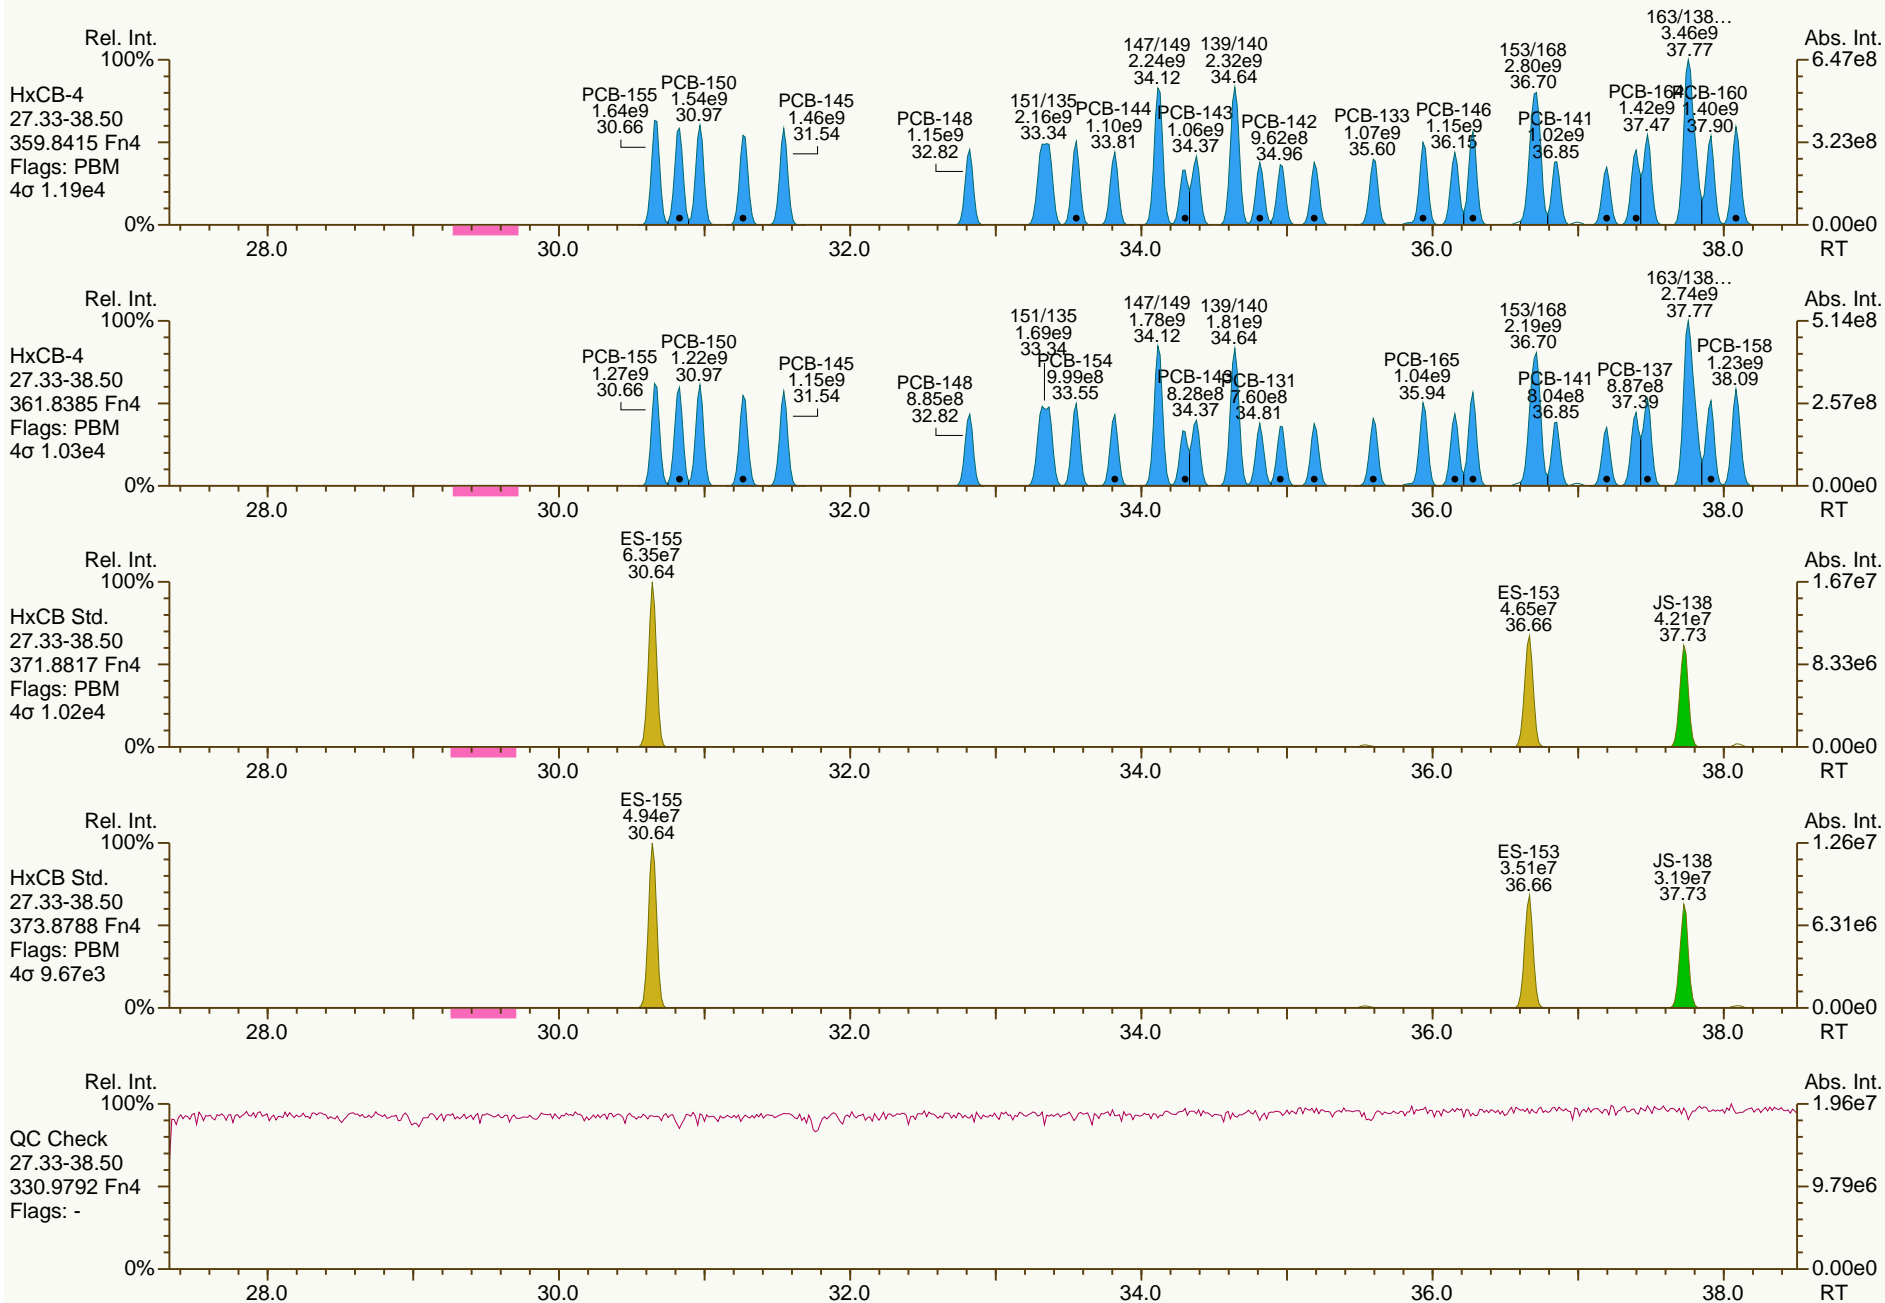 Rel. Int.
100%
0%
HxCB-4
27.33-38.50
359.8415 Fn4
Flags: PBM
4σ 1.19e4
PCB-155
1.64e9
30.66
PCB-150
1.54e9
30.97
PCB-145
1.46e9
31.54
PCB-148
1.15e9
32.82
151/135
2.16e9
33.34
PCB-144
1.10e9
33.81
147/149
2.24e9
34.12
PCB-143
1.06e9
34.37
139/140
2.32e9
34.64
PCB-142
9.62e8
34.96
PCB-133
1.07e9
35.60
PCB-146
1.15e9
36.15
153/168
2.80e9
36.70
PCB-141
1.02e9
36.85
PCB-164
1.42e9
37.47
163/138...
3.46e9
37.77
PCB-160
1.40e9
37.90
Abs. Int.
6.47e8
3.23e8
0.00e0
28.0 30.0 32.0 34.0 36.0 38.0 RT
Rel. Int.
100%
0%
HxCB-4
27.33-38.50
361.8385 Fn4
Flags: PBM
4σ 1.03e4
PCB-155
1.27e9
30.66
PCB-150
1.22e9
30.97
PCB-145
1.15e9
31.54
PCB-148
8.85e8
32.82
151/135
1.69e9
33.34
PCB-154
9.99e8
33.55
147/149
1.78e9
34.12
PCB-143
8.28e8
34.37
139/140
1.81e9
34.64
PCB-131
7.60e8
34.81
PCB-165
1.04e9
35.94
153/168
2.19e9
36.70
PCB-141
8.04e8
36.85
PCB-137
8.87e8
37.39
163/138...
2.74e9
37.77
PCB-158
1.23e9
38.09
Abs. Int.
5.14e8
2.57e8
0.00e0
28.0 30.0 32.0 34.0 36.0 38.0 RT
Rel. Int.
100%
0%
HxCB Std.
27.33-38.50
371.8817 Fn4
Flags: PBM
4σ 1.02e4
ES-155
6.35e7
30.64
ES-153
4.65e7
36.66
JS-138
4.21e7
37.73
Abs. Int.
1.67e7
8.33e6
0.00e0
28.0 30.0 32.0 34.0 36.0 38.0 RT
Rel. Int.
100%
0%
HxCB Std.
27.33-38.50
373.8788 Fn4
Flags: PBM
4σ 9.67e3
ES-155
4.94e7
30.64
ES-153
3.51e7
36.66
JS-138
3.19e7
37.73
Abs. Int.
1.26e7
6.31e6
0.00e0
28.0 30.0 32.0 34.0 36.0 38.0 RT
Rel. Int.
100%
0%
QC Check
27.33-38.50
330.9792 Fn4
Flags: -
Abs. Int.
1.96e7
9.79e6
0.00e0
28.0 30.0 32.0 34.0 36.0 38.0 RT